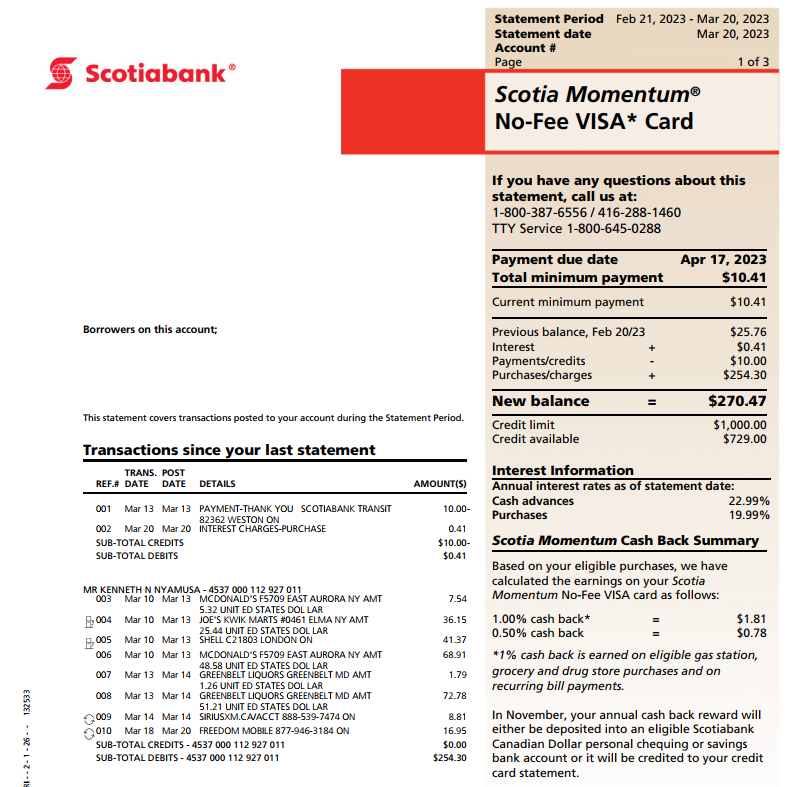 Statement Period Feb 21, 2023 - Mar 20, 2023
Statement date Mar 20, 2023
Account #
Page 1 of 3
Scotiabank®
Scotia Momentum®
No-Fee VISA* Card
If you have any questions about this
statement, call us at:
1-800-387-6556 / 416-288-1460
TTY Service 1-800-645-0288
Payment due date Apr 17, 2023
Total minimum payment $10.41
Current minimum payment $10.41
Previous balance, Feb 20/23 $25.76
Interest + $0.41
Payments/credits - $10.00
Purchases/charges + $254.30
New balance = $270.47
Credit limit $1,000.00
Credit available $729.00
Interest Information
Annual interest rates as of statement date:
Cash advances 22.99%
Purchases 19.99%
Scotia Momentum Cash Back Summary
Based on your eligible purchases, we have
calculated the earnings on your Scotia
Momentum No-Fee VISA card as follows:
1.00% cash back* = $1.81
0.50% cash back = $0.78
*1% cash back is earned on eligible gas station,
grocery and drug store purchases and on
recurring bill payments.
In November, your annual cash back reward will
either be deposited into an eligible Scotiabank
Canadian Dollar personal chequing or savings
bank account or it will be credited to your credit
card statement.
Borrowers on this account;
This statement covers transactions posted to your account during the Statement Period.
Transactions since your last statement
TRANS. POST
REF.# DATE DATE DETAILS AMOUNT($)
001 Mar 13 Mar 13 PAYMENT-THANK YOU SCOTIABANK TRANSIT 10.00-
82362 WESTON ON
002 Mar 20 Mar 20 INTEREST CHARGES-PURCHASE 0.41
SUB-TOTAL CREDITS $10.00-
SUB-TOTAL DEBITS $0.41
MR KENNETH N NYAMUSA - 4537 000 112 927 011
003 Mar 10 Mar 13 MCDONALD'S F5709 EAST AURORA NY AMT 7.54
5.32 UNIT ED STATES DOL LAR
004 Mar 10 Mar 13 JOE'S KWIK MARTS #0461 ELMA NY AMT 36.15
25.44 UNIT ED STATES DOL LAR
005 Mar 10 Mar 13 SHELL C21803 LONDON ON 41.37
006 Mar 10 Mar 13 MCDONALD'S F5709 EAST AURORA NY AMT 68.91
48.58 UNIT ED STATES DOL LAR
007 Mar 13 Mar 14 GREENBELT LIQUORS GREENBELT MD AMT 1.79
1.26 UNIT ED STATES DOL LAR
008 Mar 13 Mar 14 GREENBELT LIQUORS GREENBELT MD AMT 72.78
51.21 UNIT ED STATES DOL LAR
009 Mar 14 Mar 14 SIRIUSXM.CA/ACCT 888-539-7474 ON 8.81
010 Mar 18 Mar 20 FREEDOM MOBILE 877-946-3184 ON 16.95
SUB-TOTAL CREDITS - 4537 000 112 927 011 $0.00
SUB-TOTAL DEBITS - 4537 000 112 927 011 $254.30
RI - - 2 - 1 - 26 - - 132533